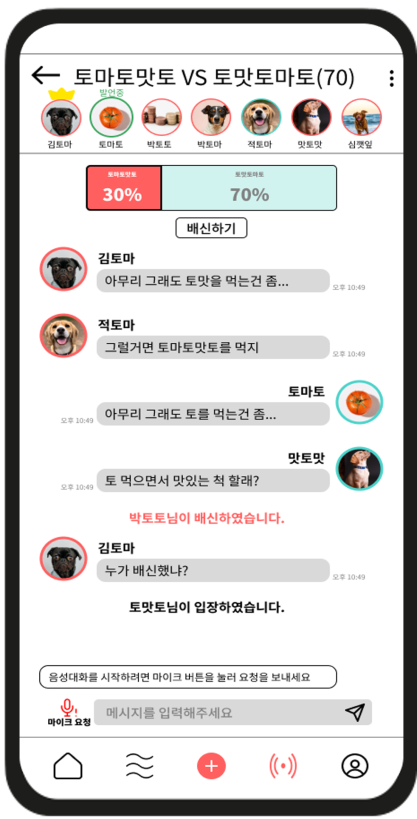 토마토맛토 VS 토맛토마토(70)
발언중
김토마 토마토 박토토 박토마 적토마 맛토맛 심깻잎
토마토맛토 토맛토마토
30% 70%
배신하기
김토마
아무리 그래도 토맛을 먹는건 좀...
오후 10:49
적토마
그럴거면 토마토맛토를 먹지
오후 10:49
토마토
아무리 그래도 토를 먹는건 좀...
오후 10:49
맛토맛
토 먹으면서 맛있는 척 할래?
오후 10:49
박토토님이 배신하였습니다.
김토마
누가 배신했냐?
오후 10:49
토맛토님이 입장하였습니다.
음성대화를 시작하려면 마이크 버튼을 눌러 요청을 보내세요
마이크 요청
메시지를 입력해주세요